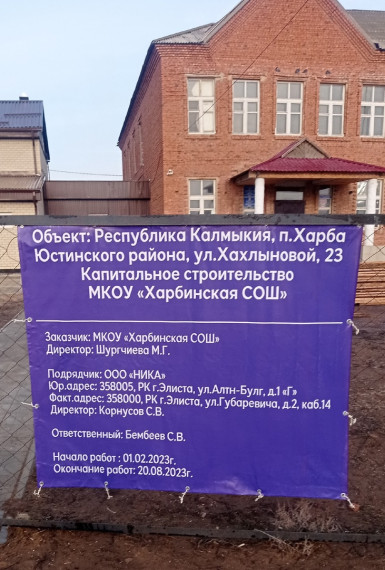 Объект: Республика Калмыкия, п.Харба
Юстинского района, ул.Хахлыновой, 23
Капитальное строительство
МКОУ «Харбинская СОШ»
Заказчик: МКОУ «Харбинская СОШ»
Директор: Шургчиева М.Г.
Подрядчик: ООО «НИКА»
Юр.адрес: 358005, РК г.Элиста, ул.Алтн-Булг, д.1 «Г»
Факт.адрес: 358000, РК г.Элиста, ул.Губаревича, д.2, каб.14
Директор: Корнусов С.В.
Ответственный: Бембеев С.В.
Начало работ : 01.02.2023г.
Окончание работ: 20.08.2023г.